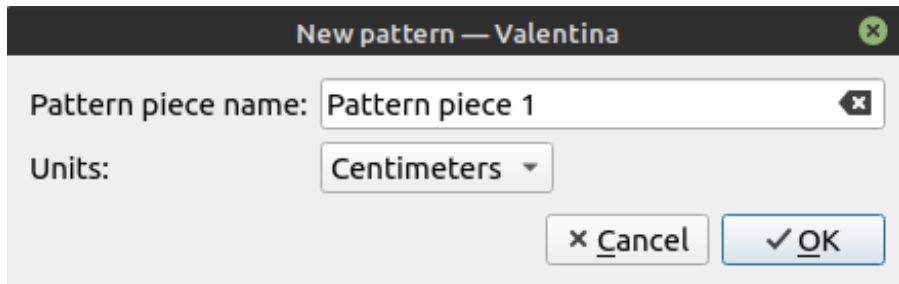 New pattern — Valentina
Pattern piece name: Pattern piece 1
Units: Centimeters
Cancel OK